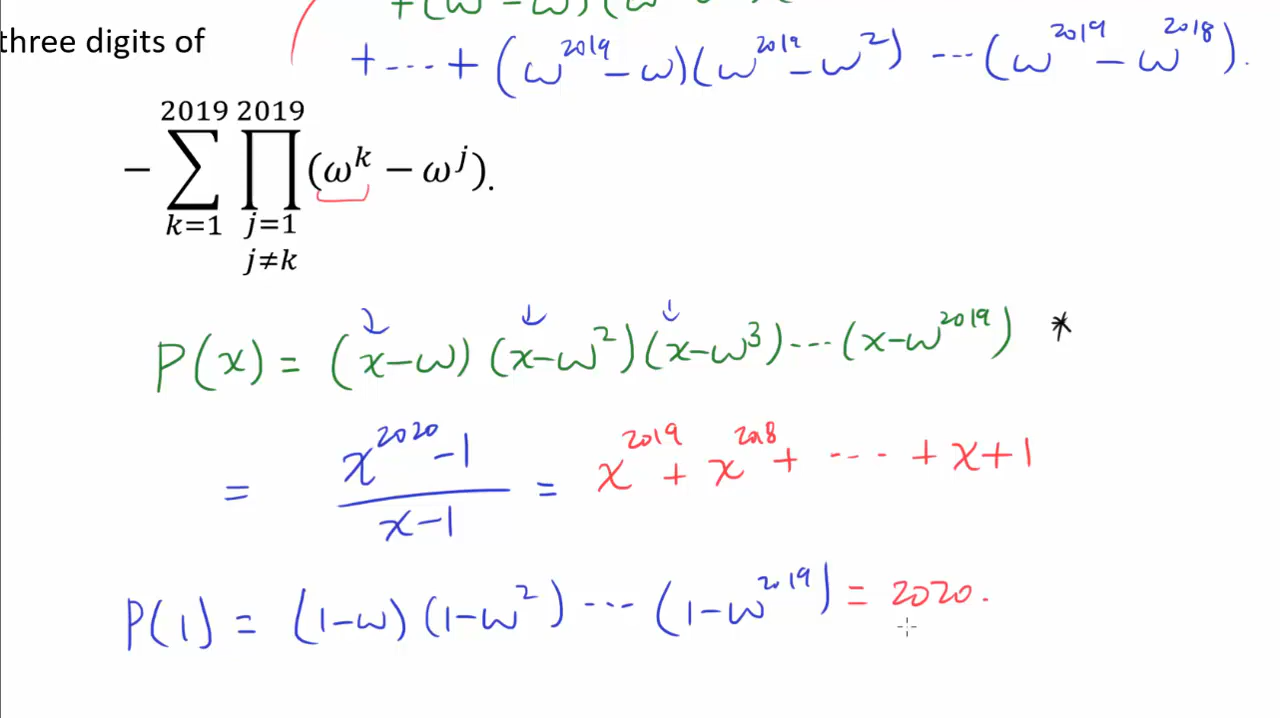 +(ω -ω)(ω
three digits of
+ ... + (ω^2019 - ω)(ω^2019 - ω^2) ... (ω^2019 - ω^2018).
2019 2019
- ∑ ∏ (ω^k - ω^j).
k=1 j=1
j≠k
P(x) = (x-ω)(x-ω^2)(x-ω^3)...(x-ω^2019) *
= (x^2020 - 1)/(x-1) = x^2019 + x^2018 + ... + x+1
P(1) = (1-ω)(1-ω^2) ... (1-ω^2019) = 2020.